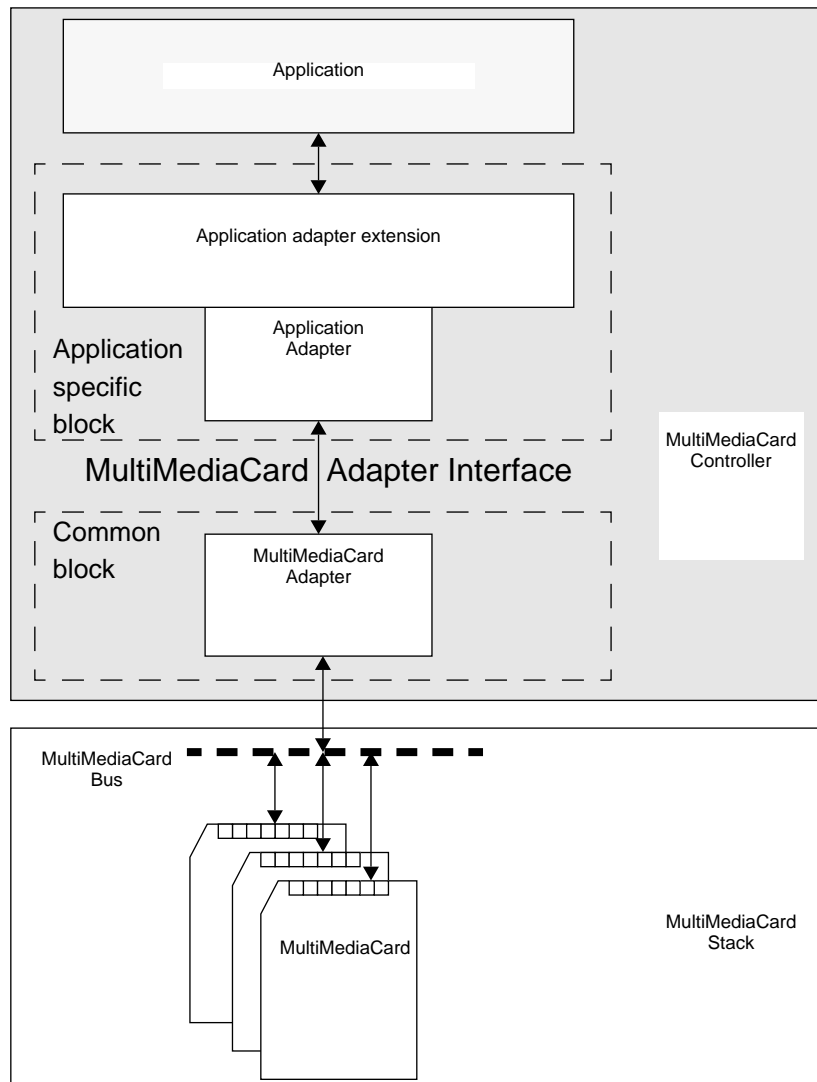 Application
Application adapter extension
Application
Adapter
Application
specific
block
MultiMediaCard
Controller
MultiMediaCard Adapter Interface
Common
block
MultiMediaCard
Adapter
MultiMediaCard
Bus
MultiMediaCard
MultiMediaCard
Stack